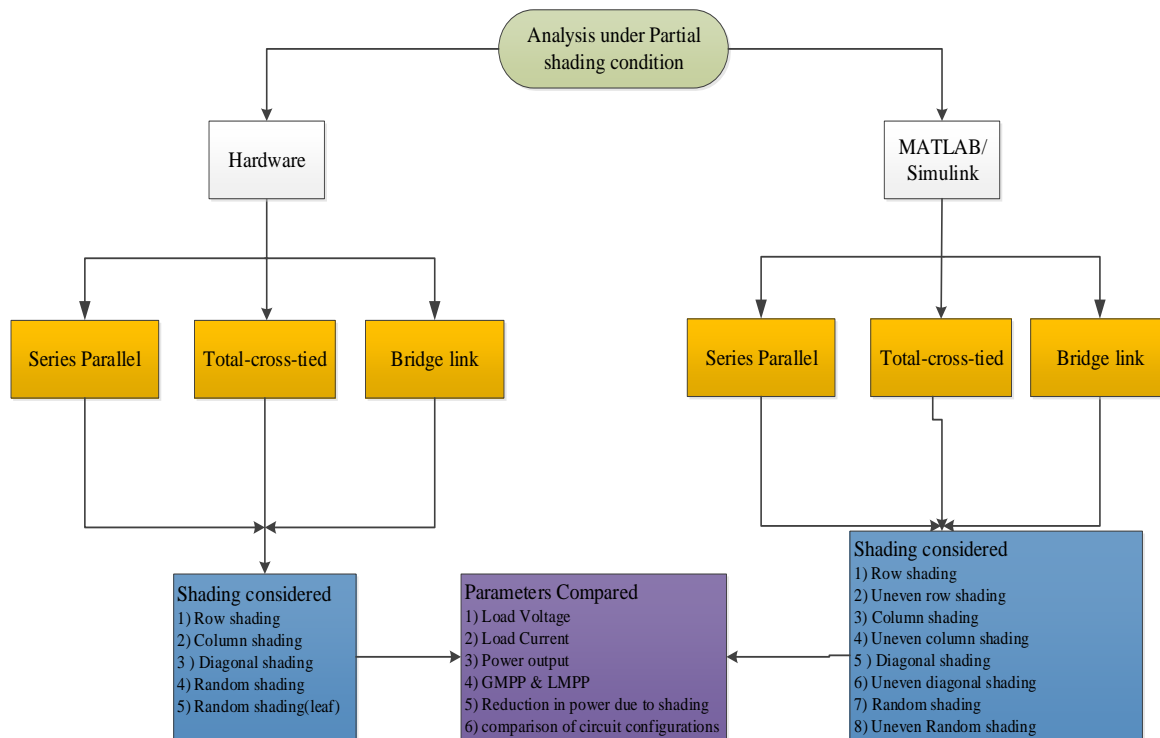 Analysis under Partial
shading condition
Hardware
MATLAB/
Simulink
Series Parallel
Total-cross-tied
Bridge link
Series Parallel
Total-cross-tied
Bridge link
Shading considered
1) Row shading
2) Column shading
3 ) Diagonal shading
4) Random shading
5) Random shading(leaf)
Parameters Compared
1) Load Voltage
2) Load Current
3) Power output
4) GMPP & LMPP
5) Reduction in power due to shading
6) comparison of circuit configurations
Shading considered
1) Row shading
2) Uneven row shading
3) Column shading
4) Uneven column shading
5 ) Diagonal shading
6) Uneven diagonal shading
7) Random shading
8) Uneven Random shading